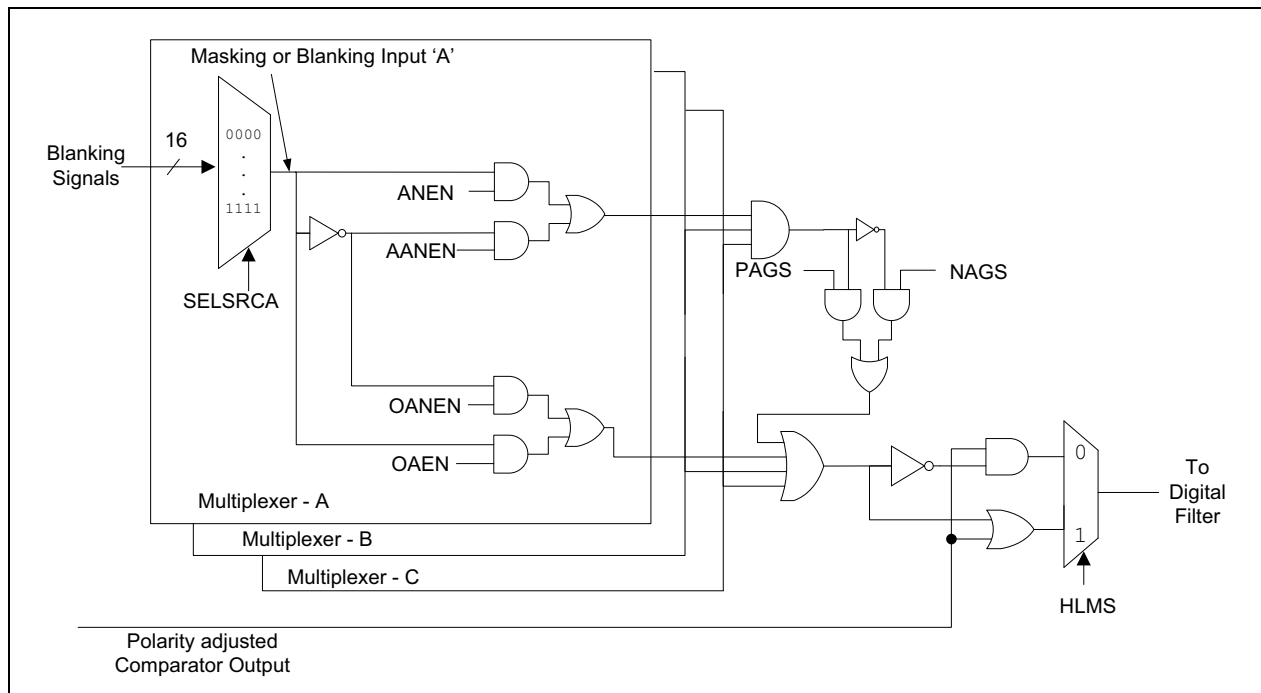 Masking or Blanking Input ‘A’
16
Blanking
Signals
0000
.
.
.
1111
ANEN
AANEN
SELSRCA
PAGS
NAGS
OANEN
OAEN
0
1
To
Digital
Filter
Multiplexer - A
Multiplexer - B
Multiplexer - C
HLMS
Polarity adjusted
Comparator Output